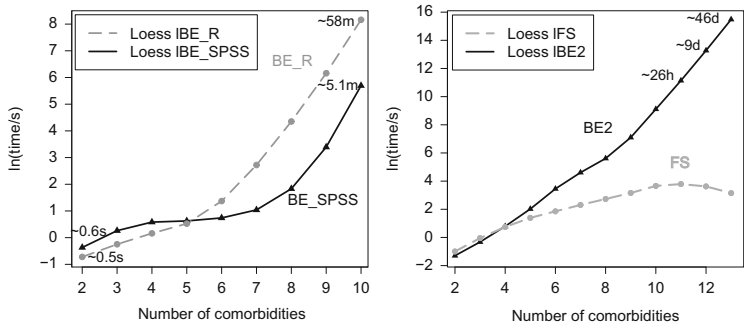 Loess lBE_R
Loess lBE_SPSS
~58m
BE_R
~5.1m
BE_SPSS
~0.6s
~0.5s
8
7
6
5
4
3
2
1
0
−1
ln(time/s)
2 3 4 5 6 7 8 9 10
Number of comorbidities
Loess lFS
Loess lBE2
~46d
~9d
~26h
BE2
FS
16
14
12
10
8
6
4
2
0
−2
ln(time/s)
2 4 6 8 10 12
Number of comorbidities